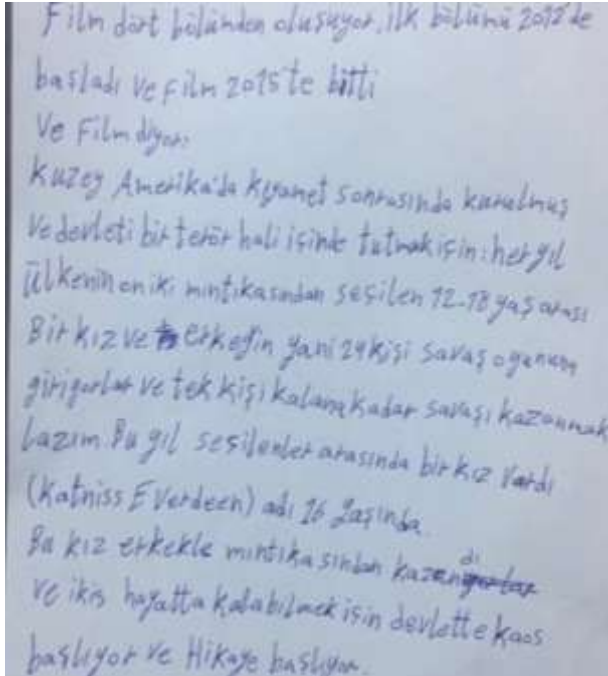 Film dört bölümden oluşuyor, ilk bölümü 2012'de
başladı ve film 2015'te bitti
Ve Film diyor:
Kuzey Amerika'da kıyamet sonrasında kurulmuş
Ve devleti bir terör hali içinde tutmak için: her yıl
ülkenin on iki mıntıkasından seçilen 12-18 yaş arası
Bir kız ve erkeğin yani 24 kişi savaş oyununa
giriyorlar ve tek kişi kalana kadar savaşı kazanmak
Lazım. Bu yıl seçilenler arasında bir kız vardı
(Katniss Everdeen) adı 16 yaşında.
Bu kız erkekle mıntıkasından kazandı
ve ikis hayatta kalabilmek için devlette kaos
başlıyor ve Hikaye başlıyor.